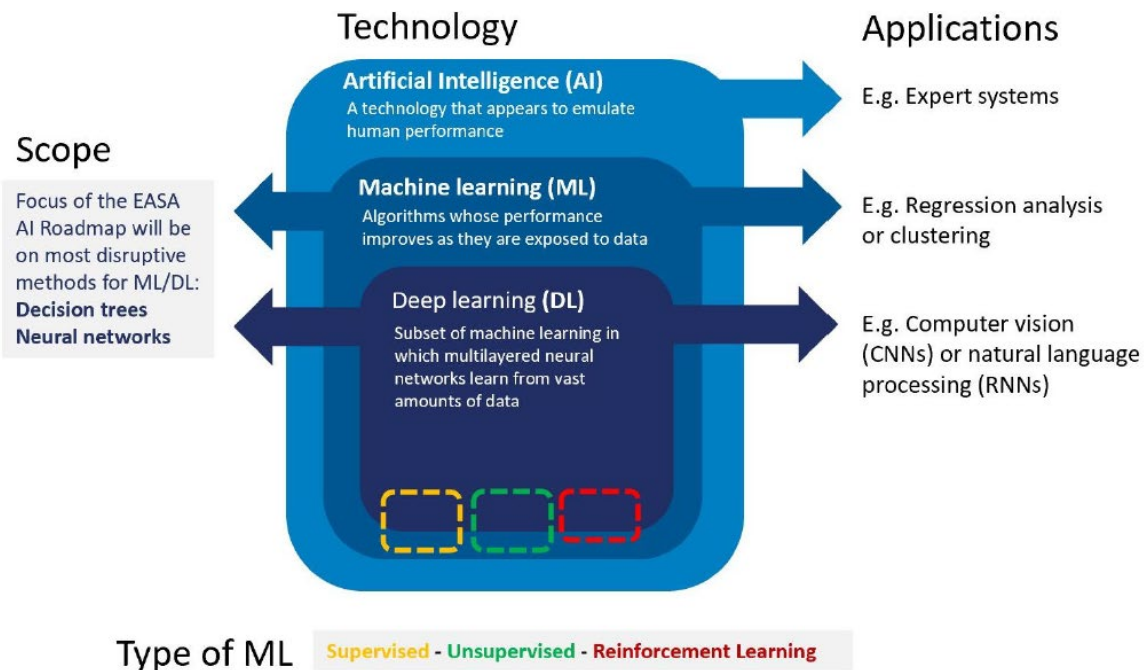 Technology
Applications
Artificial Intelligence (AI)
A technology that appears to emulate
human performance
E.g. Expert systems
Scope
Focus of the EASA
AI Roadmap will be
on most disruptive
methods for ML/DL:
Decision trees
Neural networks
Machine learning (ML)
Algorithms whose performance
improves as they are exposed to data
E.g. Regression analysis
or clustering
Deep learning (DL)
Subset of machine learning in
which multilayered neural
networks learn from vast
amounts of data
E.g. Computer vision
(CNNs) or natural language
processing (RNNs)
Type of ML
Supervised - Unsupervised - Reinforcement Learning